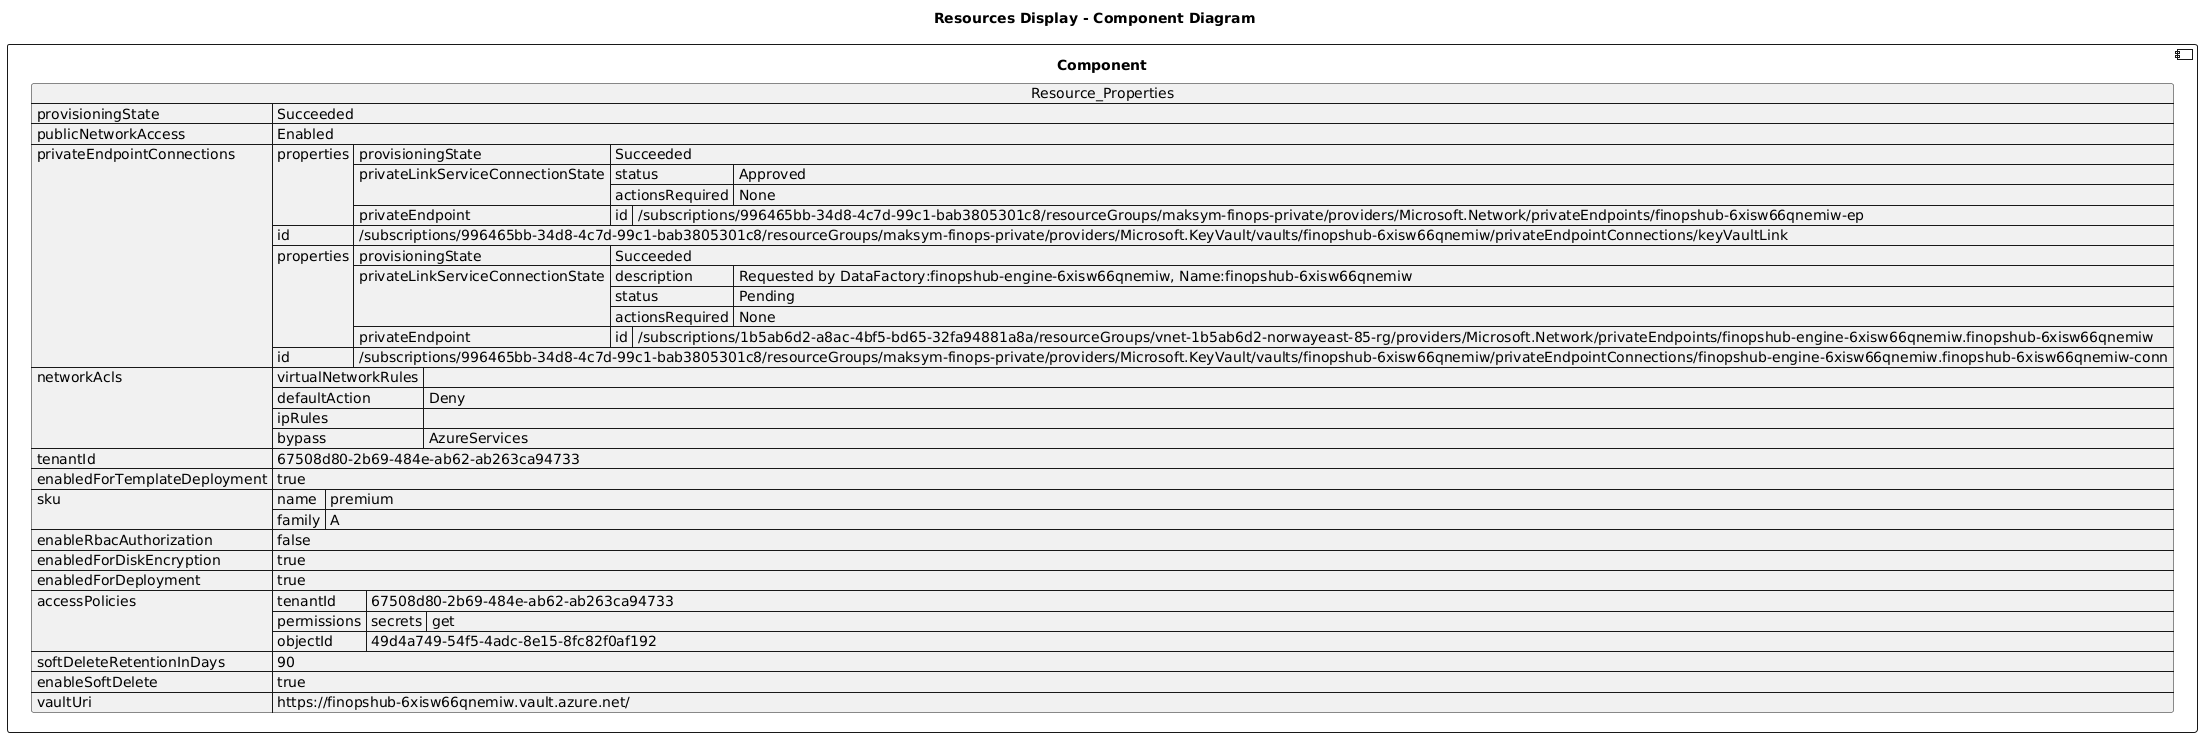 Resources Display - Component Diagram
Component
Resource_Properties
provisioningState Succeeded
publicNetworkAccess Enabled
privateEndpointConnections properties provisioningState Succeeded
privateLinkServiceConnectionState status Approved
actionsRequired None
privateEndpoint id /subscriptions/996465bb-34d8-4c7d-99c1-bab3805301c8/resourceGroups/maksym-finops-private/providers/Microsoft.Network/privateEndpoints/finopshub-6xisw66qnemiw-ep
id /subscriptions/996465bb-34d8-4c7d-99c1-bab3805301c8/resourceGroups/maksym-finops-private/providers/Microsoft.KeyVault/vaults/finopshub-6xisw66qnemiw/privateEndpointConnections/keyVaultLink
properties provisioningState Succeeded
privateLinkServiceConnectionState description Requested by DataFactory:finopshub-engine-6xisw66qnemiw, Name:finopshub-6xisw66qnemiw
status Pending
actionsRequired None
privateEndpoint id /subscriptions/1b5ab6d2-a8ac-4bf5-bd65-32fa94881a8a/resourceGroups/vnet-1b5ab6d2-norwayeast-85-rg/providers/Microsoft.Network/privateEndpoints/finopshub-engine-6xisw66qnemiw.finopshub-6xisw66qnemiw
id /subscriptions/996465bb-34d8-4c7d-99c1-bab3805301c8/resourceGroups/maksym-finops-private/providers/Microsoft.KeyVault/vaults/finopshub-6xisw66qnemiw/privateEndpointConnections/finopshub-engine-6xisw66qnemiw.finopshub-6xisw66qnemiw-conn
networkAcls virtualNetworkRules
defaultAction Deny
ipRules
bypass AzureServices
tenantId 67508d80-2b69-484e-ab62-ab263ca94733
enabledForTemplateDeployment true
sku name premium
family A
enableRbacAuthorization false
enabledForDiskEncryption true
enabledForDeployment true
accessPolicies tenantId 67508d80-2b69-484e-ab62-ab263ca94733
permissions secrets get
objectId 49d4a749-54f5-4adc-8e15-8fc82f0af192
softDeleteRetentionInDays 90
enableSoftDelete true
vaultUri https://finopshub-6xisw66qnemiw.vault.azure.net/